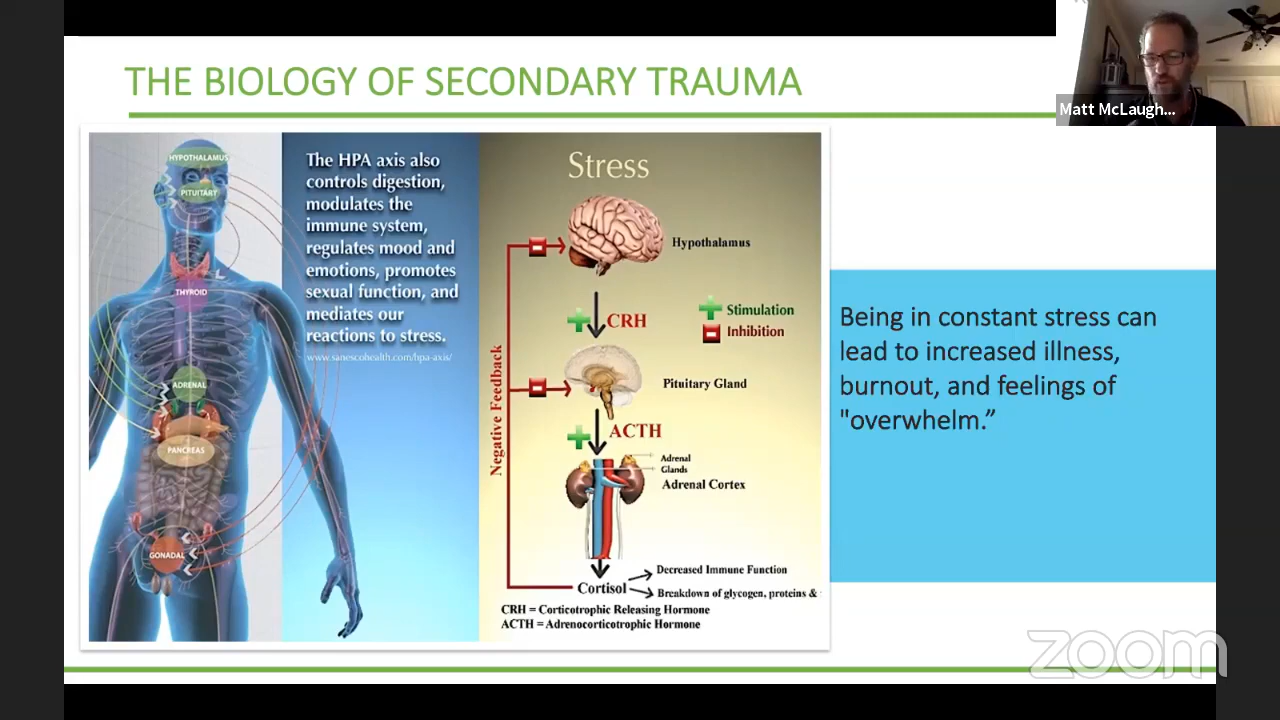 THE BIOLOGY OF SECONDARY TRAUMA
Matt McLaugh...
HYPOTHALAMUS
PITUITARY
THYROID
ADRENAL
PANCREAS
GONADAL
The HPA axis also
controls digestion,
modulates the
immune system,
regulates mood and
emotions, promotes
sexual function, and
mediates our
reactions to stress.
www.sanescohealth.com/hpa-axis/
Stress
Hypothalamus
CRH
Stimulation
Inhibition
Negative Feedback
Pituitary Gland
ACTH
Adrenal
Glands
Adrenal Cortex
Cortisol
Decreased Immune Function
Breakdown of glycogen, proteins &
CRH = Corticotrophic Releasing Hormone
ACTH = Adrenocorticotrophic Hormone
Being in constant stress can
lead to increased illness,
burnout, and feelings of
"overwhelm.”
zoom